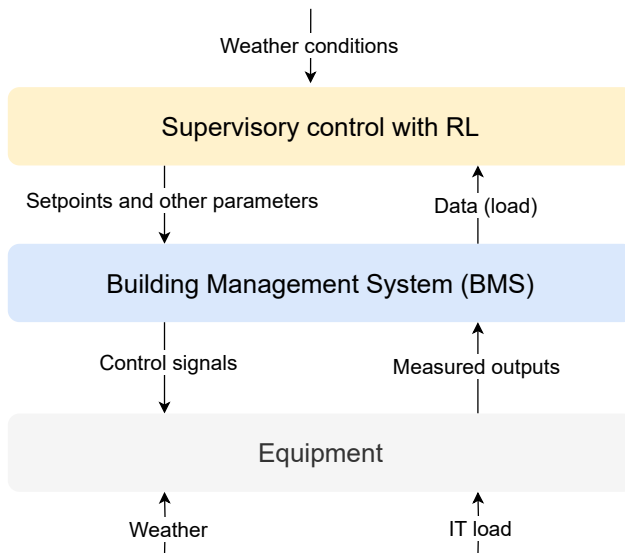 Weather conditions
Supervisory control with RL
Setpoints and other parameters
Data (load)
Building Management System (BMS)
Control signals
Measured outputs
Equipment
Weather
IT load